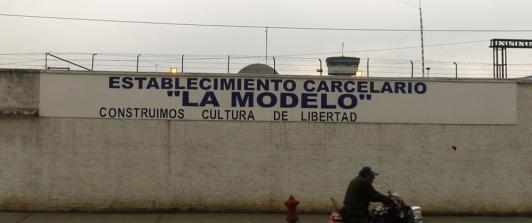 ESTABLECIMIENTO CARCELARIO
"LA MODELO"
CONSTRUIMOS CULTURA DE LIBERTAD